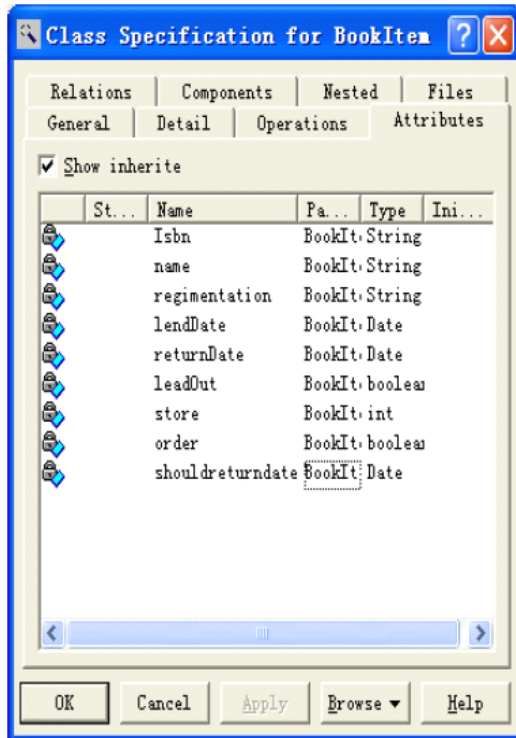 Class Specification for BookItem
Relations Components Nested Files
General Detail Operations Attributes
Show inherite
St... Name Pa... Type Ini...
Isbn BookIt String
name BookIt String
regimentation BookIt String
lendDate BookIt Date
returnDate BookIt Date
leadOut BookIt boolean
store BookIt int
order BookIt boolean
shouldreturndate BookIt Date
OK Cancel Apply Browse Help